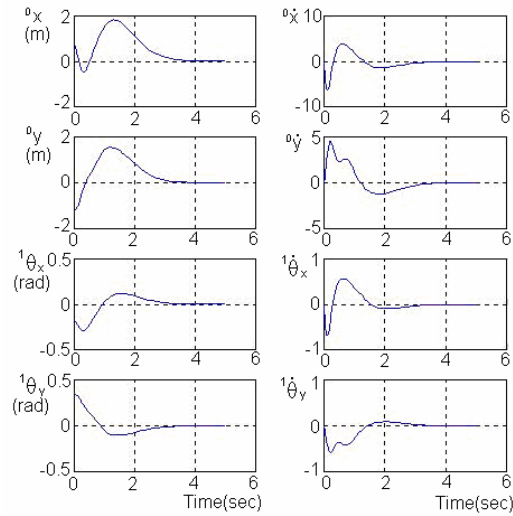 ⁰x 2
(m) 0
-2
0 2 4 6
⁰ẋ 10
0
-10
0 2 4 6
⁰y 2
(m)
0
-2
0 2 4 6
⁰ẏ 5
0
-5
0 2 4 6
¹θx 0.5
(rad) 0
-0.5
0 2 4 6
¹θ̇x 1
0
-1
0 2 4 6
¹θy 0.5
(rad)
0
-0.5
0 2 4 6
Time(sec)
¹θ̇y 1
0
-1
0 2 4 6
Time(sec)